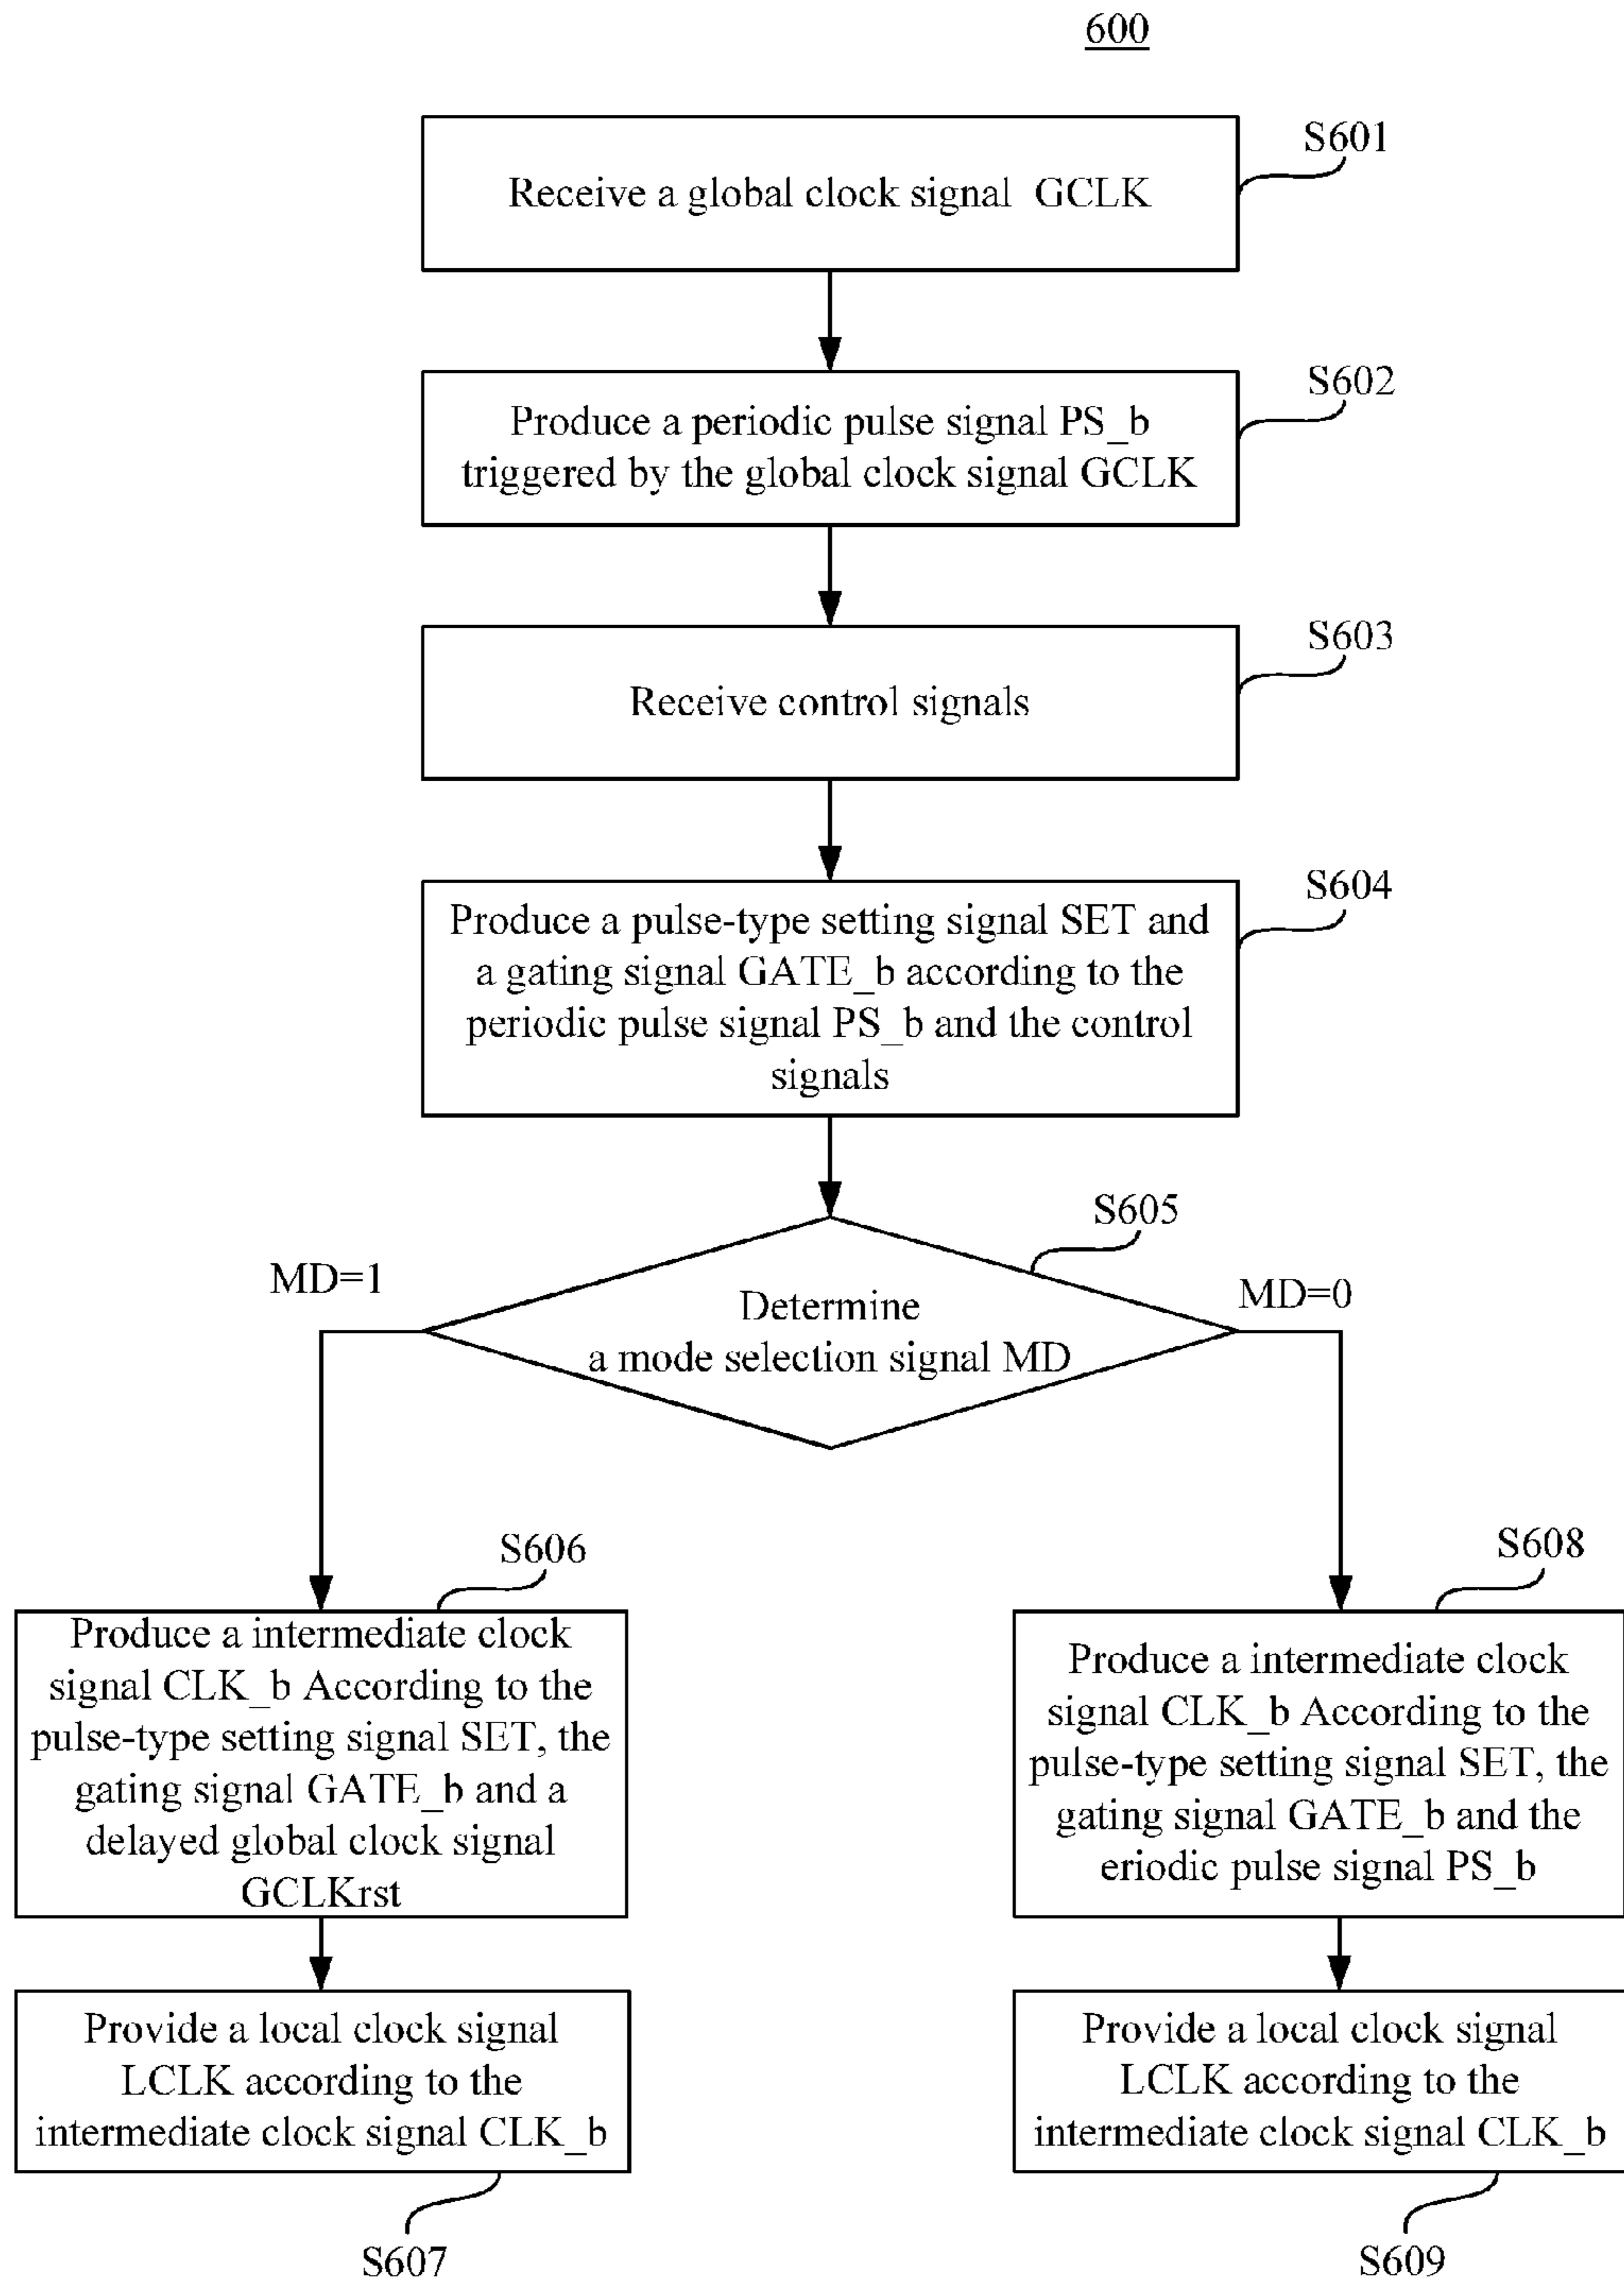 600
S601
Receive a global clock signal GCLK
S602
Produce a periodic pulse signal PS_b
triggered by the global clock signal GCLK
S603
Receive control signals
S604
Produce a pulse-type setting signal SET and
a gating signal GATE_b according to the
periodic pulse signal PS_b and the control
signals
S605
MD=1
MD=0
Determine
a mode selection signal MD
S606
Produce a intermediate clock
signal CLK_b According to the
pulse-type setting signal SET, the
gating signal GATE_b and a
delayed global clock signal
GCLKrst
S608
Produce a intermediate clock
signal CLK_b According to the
pulse-type setting signal SET, the
gating signal GATE_b and the
eriodic pulse signal PS_b
Provide a local clock signal
LCLK according to the
intermediate clock signal CLK_b
S607
Provide a local clock signal
LCLK according to the
intermediate clock signal CLK_b
S609